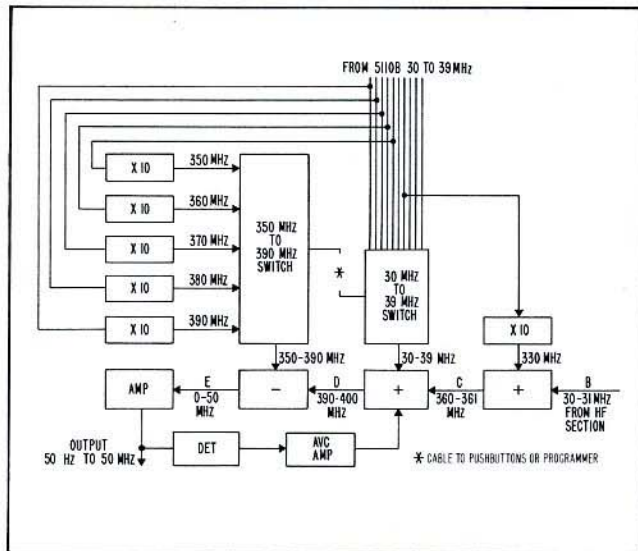 FROM 5110B 30 TO 39 MHz
X 10
350 MHz
X 10
360 MHz
X 10
370 MHz
X 10
380 MHz
X 10
390 MHz
350 MHz
TO
390 MHz
SWITCH
*
30 MHz
TO
39 MHz
SWITCH
X 10
350-390 MHz
30-39 MHz
330 MHz
AMP
E
0-50
MHz
-
D
390-400
MHz
+
C
360-361
MHz
+
B
30-31 MHz
FROM HF
SECTION
OUTPUT
50 Hz TO 50 MHz
DET
AVC
AMP
* CABLE TO PUSHBUTTONS OR PROGRAMMER